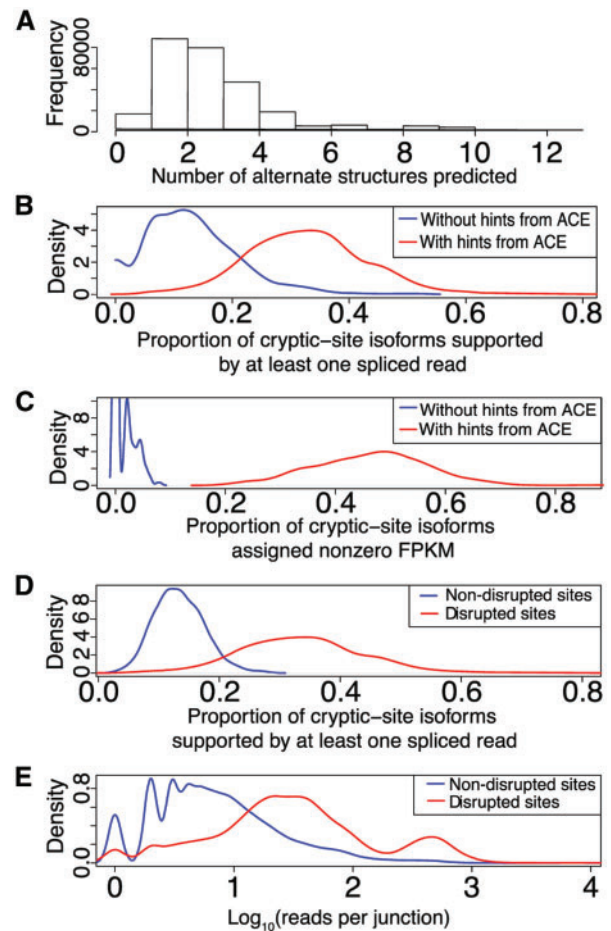 A
Frequency
0
80000
0
2
4
6
8
10
12
Number of alternate structures predicted
B
Density
0
2
4
Without hints from ACE
With hints from ACE
0.0
0.2
0.4
0.6
0.8
Proportion of cryptic-site isoforms supported
by at least one spliced read
C
Density
0
4
8
Without hints from ACE
With hints from ACE
0.0
0.2
0.4
0.6
0.8
Proportion of cryptic-site isoforms
assigned nonzero FPKM
D
Density
0 2 4 6 8
Non-disrupted sites
Disrupted sites
0.0
0.2
0.4
0.6
0.8
Proportion of cryptic-site isoforms
supported by at least one spliced read
E
Density
0.0
0.8
Non-disrupted sites
Disrupted sites
0
1
2
3
4
Log10(reads per junction)